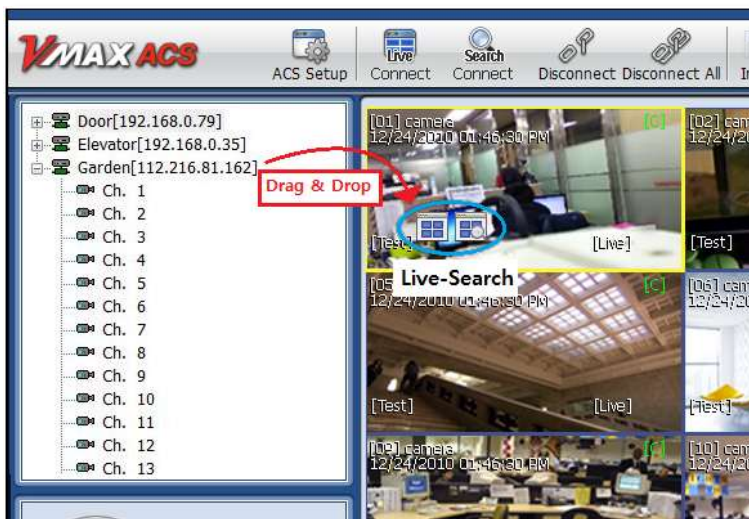 VMAX ACS
ACS Setup
Live
Connect
Search
Connect
Disconnect
Disconnect All
Door[192.168.0.79]
Elevator[192.168.0.35]
Garden[112.216.81.162]
Ch. 1
Ch. 2
Ch. 3
Ch. 4
Ch. 5
Ch. 6
Ch. 7
Ch. 8
Ch. 9
Ch. 10
Ch. 11
Ch. 12
Ch. 13
Drag & Drop
[01] camera [C]
12/24/2010 01:46:30 PM
[Test] [Live]
Live-Search
[02] cam
12/24/20
[Test]
[05 [C]
12/24/2010 01:46:30 PM
[Test] [Live]
[06] cam
12/24/20
[Test]
[09] camera [C]
12/24/2010 01:46:30 PM
[10] cam
12/24/20